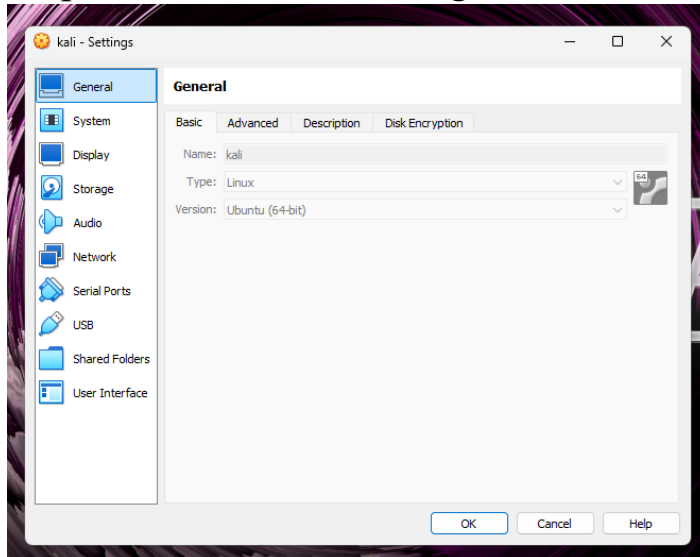 kali - Settings
General
System
Display
Storage
Audio
Network
Serial Ports
USB
Shared Folders
User Interface
General
Basic Advanced Description Disk Encryption
Name: kali
Type: Linux
64
Version: Ubuntu (64-bit)
OK Cancel Help